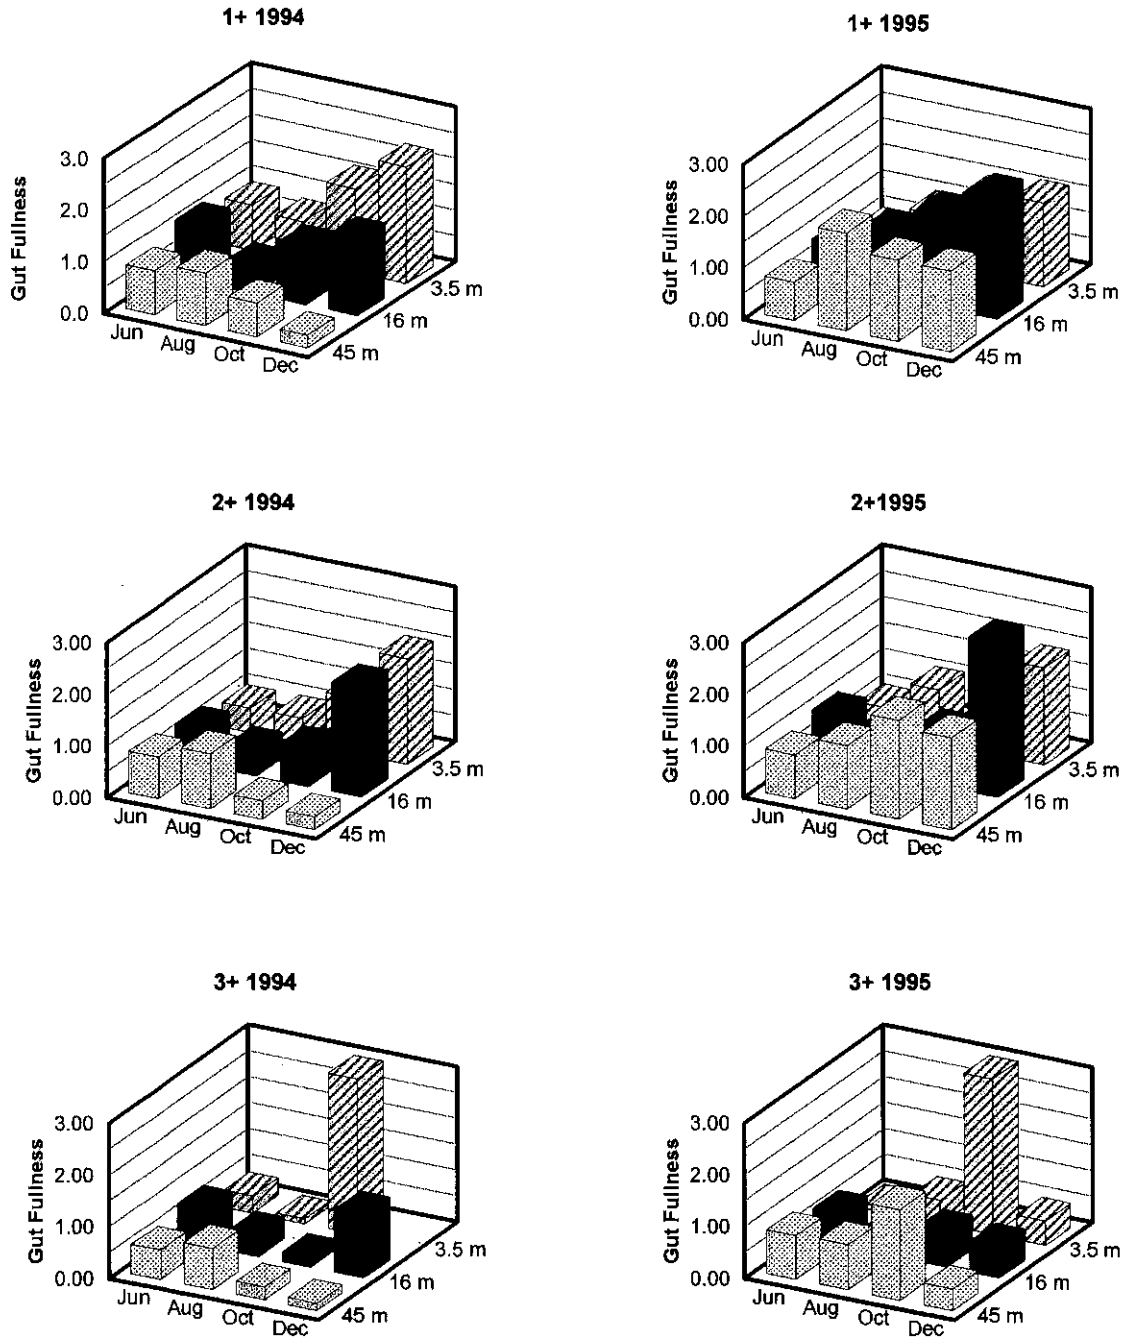 1+ 1994
3.0
2.0
1.0
0.0
Gut Fullness
Jun
Aug
Oct
Dec
45 m
16 m
3.5 m
1+ 1995
3.00
2.00
1.00
0.00
Gut Fullness
Jun
Aug
Oct
Dec
45 m
16 m
3.5 m
2+ 1994
3.00
2.00
1.00
0.00
Gut Fullness
Jun
Aug
Oct
Dec
45 m
16 m
3.5 m
2+1995
3.00
2.00
1.00
0.00
Gut Fullness
Jun
Aug
Oct
Dec
45 m
16 m
3.5 m
3+ 1994
3.00
2.00
1.00
0.00
Gut Fullness
Jun
Aug
Oct
Dec
45 m
16 m
3.5 m
3+ 1995
3.00
2.00
1.00
0.00
Gut Fullness
Jun
Aug
Oct
Dec
45 m
16 m
3.5 m